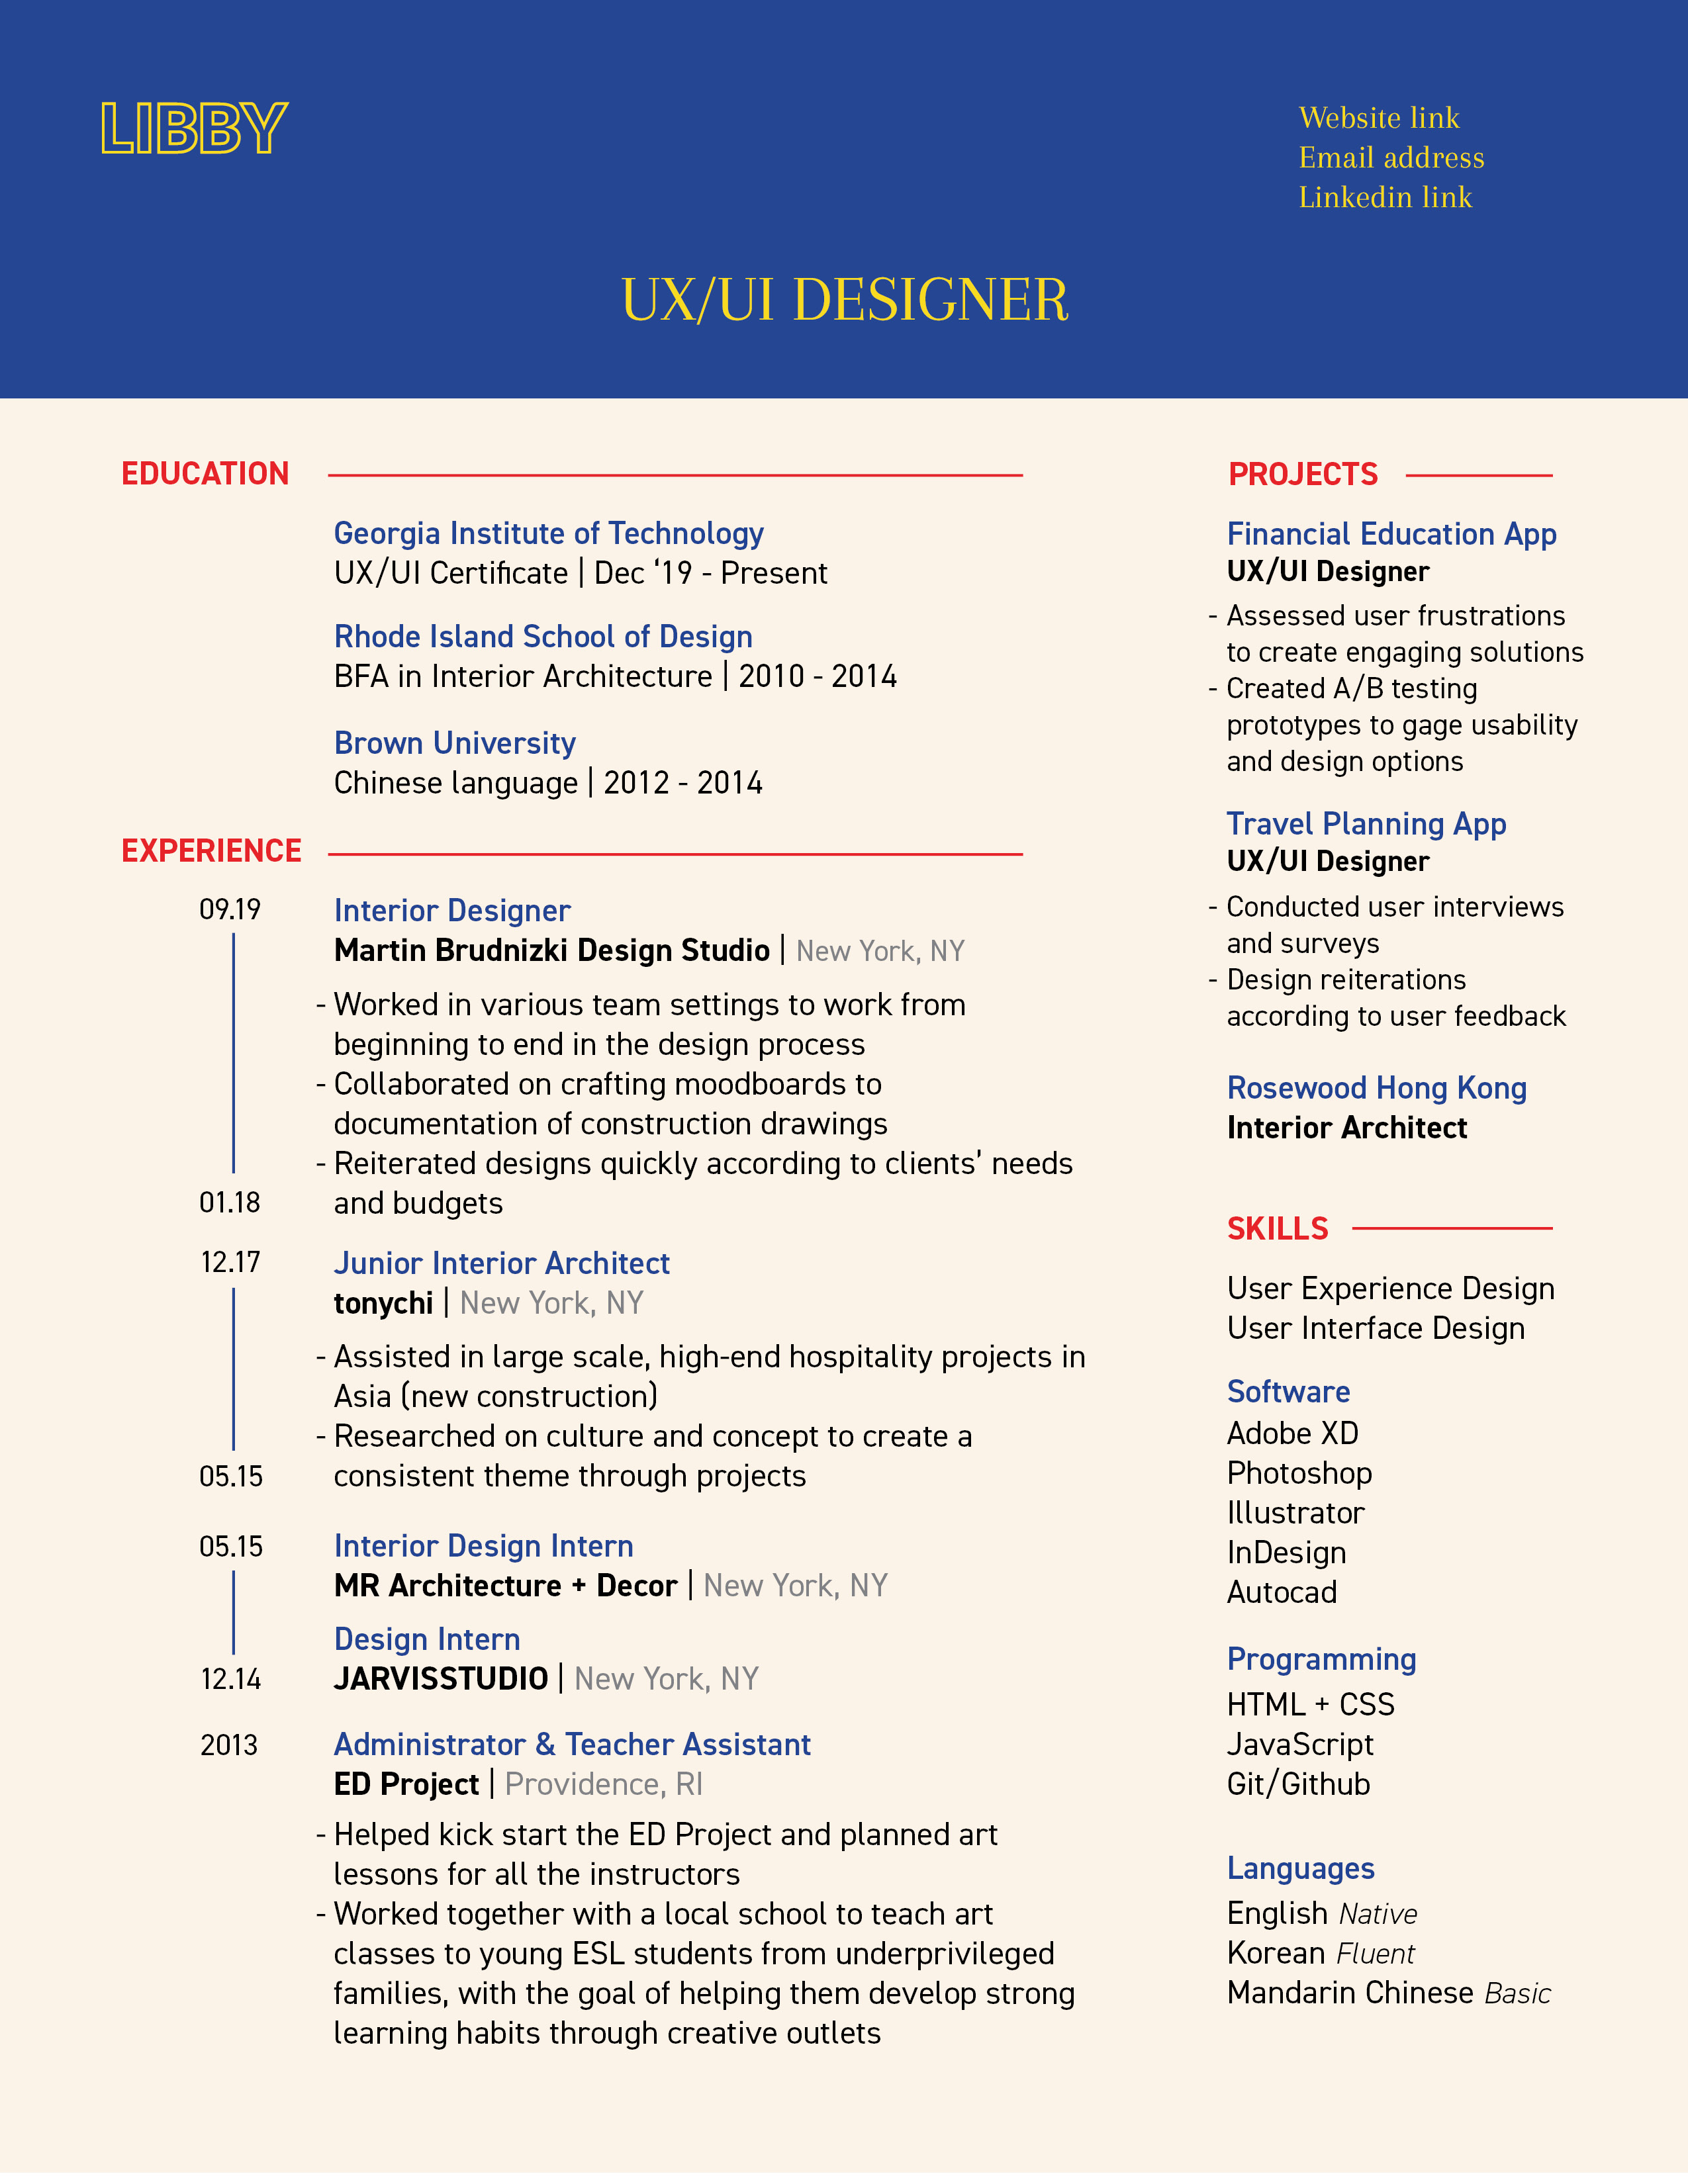 LIBBY
Website link
Email address
Linkedin link
UX/UI DESIGNER
EDUCATION
Georgia Institute of Technology
UX/UI Certificate | Dec ‘19 - Present
Rhode Island School of Design
BFA in Interior Architecture | 2010 - 2014
Brown University
Chinese language | 2012 - 2014
EXPERIENCE
09.19
01.18
Interior Designer
Martin Brudnizki Design Studio | New York, NY
- Worked in various team settings to work from
beginning to end in the design process
- Collaborated on crafting moodboards to
documentation of construction drawings
- Reiterated designs quickly according to clients’ needs
and budgets
12.17
05.15
Junior Interior Architect
tonychi | New York, NY
- Assisted in large scale, high-end hospitality projects in
Asia (new construction)
- Researched on culture and concept to create a
consistent theme through projects
05.15
12.14
Interior Design Intern
MR Architecture + Decor | New York, NY
Design Intern
JARVISSTUDIO | New York, NY
2013
Administrator & Teacher Assistant
ED Project | Providence, RI
- Helped kick start the ED Project and planned art
lessons for all the instructors
- Worked together with a local school to teach art
classes to young ESL students from underprivileged
families, with the goal of helping them develop strong
learning habits through creative outlets
PROJECTS
Financial Education App
UX/UI Designer
- Assessed user frustrations
to create engaging solutions
- Created A/B testing
prototypes to gage usability
and design options
Travel Planning App
UX/UI Designer
- Conducted user interviews
and surveys
- Design reiterations
according to user feedback
Rosewood Hong Kong
Interior Architect
SKILLS
User Experience Design
User Interface Design
Software
Adobe XD
Photoshop
Illustrator
InDesign
Autocad
Programming
HTML + CSS
JavaScript
Git/Github
Languages
English Native
Korean Fluent
Mandarin Chinese Basic